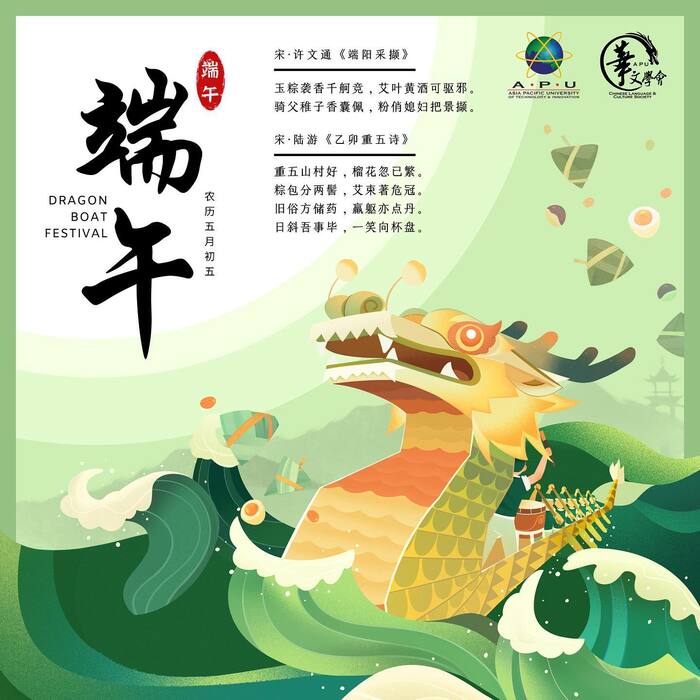 端午
端午
DRAGON
BOAT
FESTIVAL
农历五月初五
宋·许文通《端阳采撷》
玉粽袭香千舸竞，艾叶黄酒可驱邪。
骑父稚子香囊佩，粉俏媳妇把景撷。
宋·陆游《乙卯重五诗》
重五山村好，榴花忽已繁。
粽包分两髻，艾束著危冠。
旧俗方储药，羸躯亦点丹。
日斜吾事毕，一笑向杯盘。
A·P·U
ASIA PACIFIC UNIVERSITY
OF TECHNOLOGY & INNOVATION
華文學會
APU
CHINESE LANGUAGE &
CULTURE SOCIETY